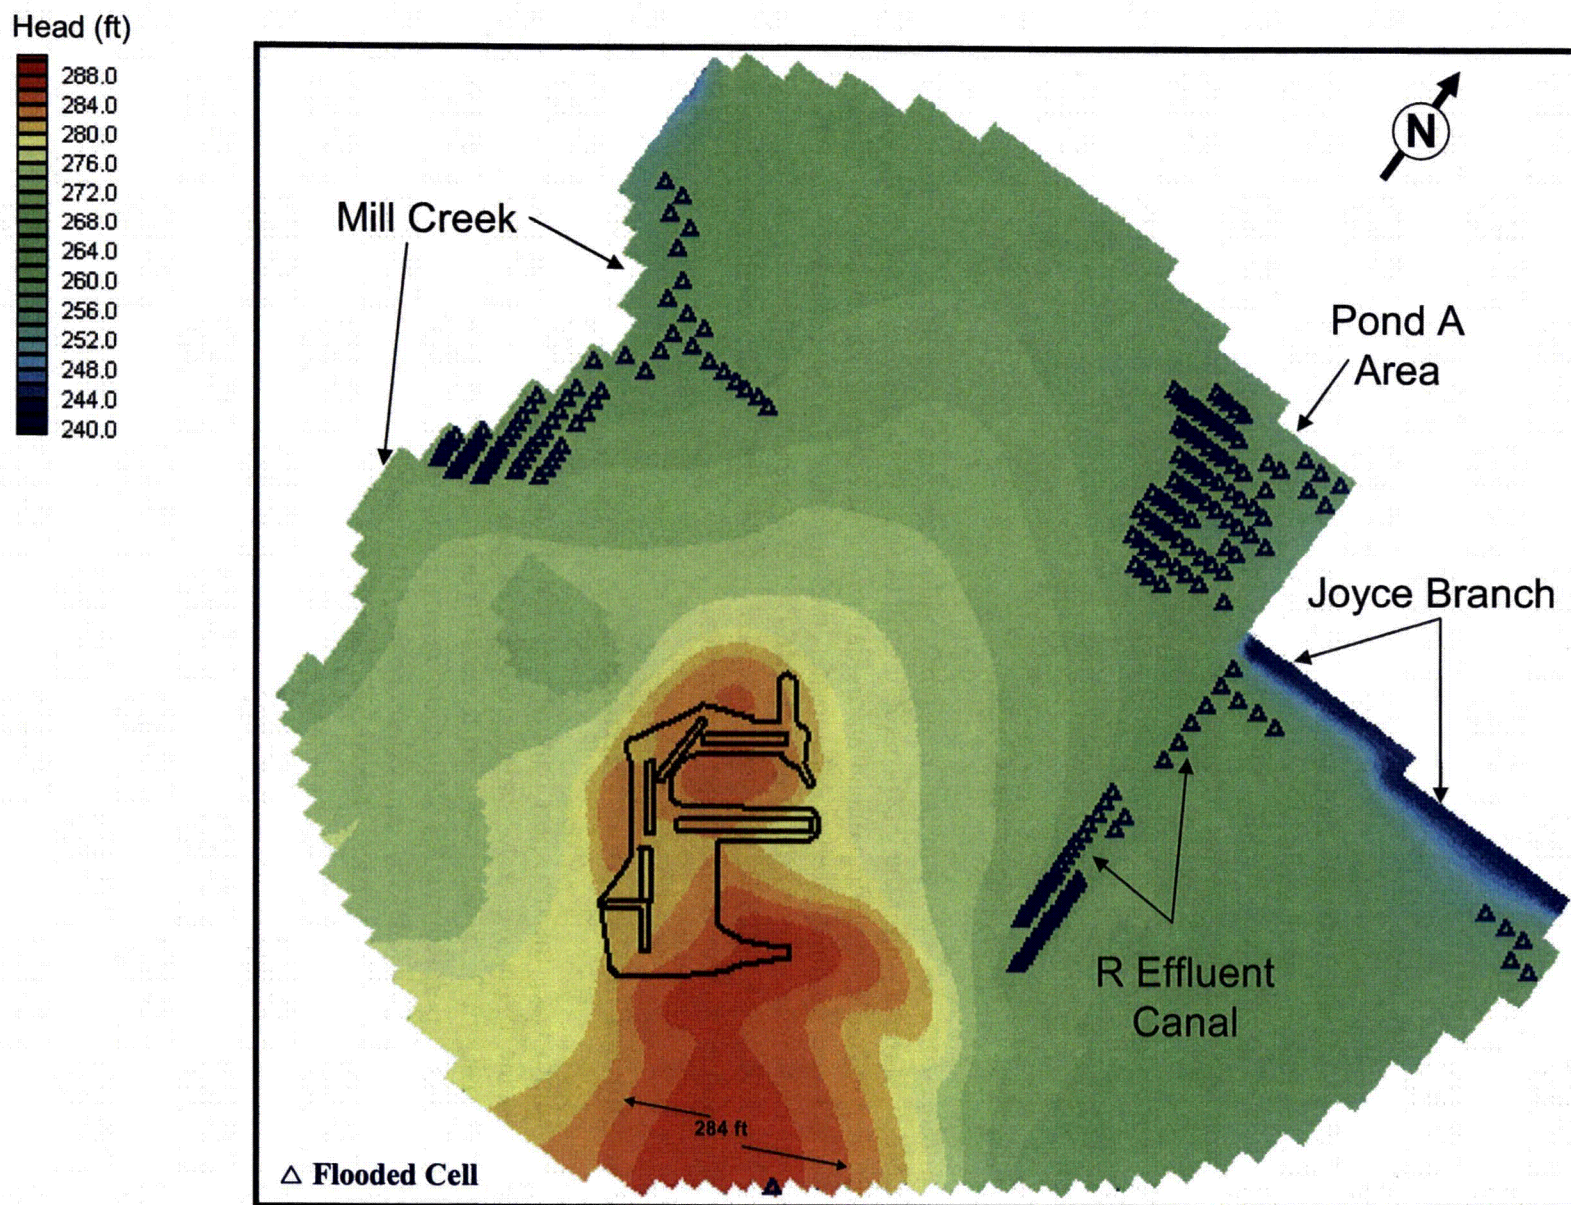 Head (ft)
288.0
284.0
280.0
276.0
272.0
268.0
264.0
260.0
256.0
252.0
248.0
244.0
240.0
N
Mill Creek
Pond A
Area
Joyce Branch
R Effluent
Canal
284 ft
Flooded Cell